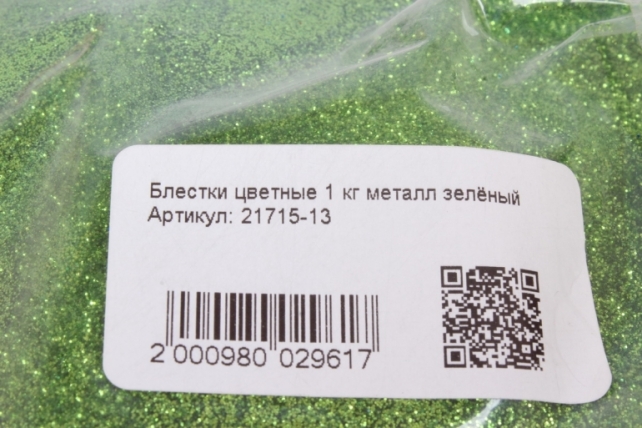 Блестки цветные 1 кг металл зелёный
Артикул: 21715-13
2 000980 029617